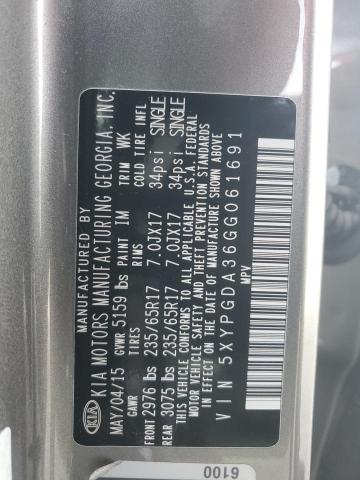 MANUFACTURED BY
KIA KIA MOTORS MANUFACTURING GEORGIA, INC.
MAY/04/15 GVWR 5159 lbs PAINT IM TRIM WK
GAWR TIRES RIMS COLD TIRE INFL
FRONT 2976 lbs 235/65R17 7.0JX17 34psi SINGLE
REAR 3075 lbs 235/65R17 7.0JX17 34psi SINGLE
THIS VEHICLE CONFORMS TO ALL APPLICABLE U.S.A. FEDERAL
MOTOR VEHICLE SAFETY AND THEFT PREVENTION STANDARDS
IN EFFECT ON THE DATE OF MANUFACTURE SHOWN ABOVE
VIN 5XYPGDA36GG061691
MPV
6100